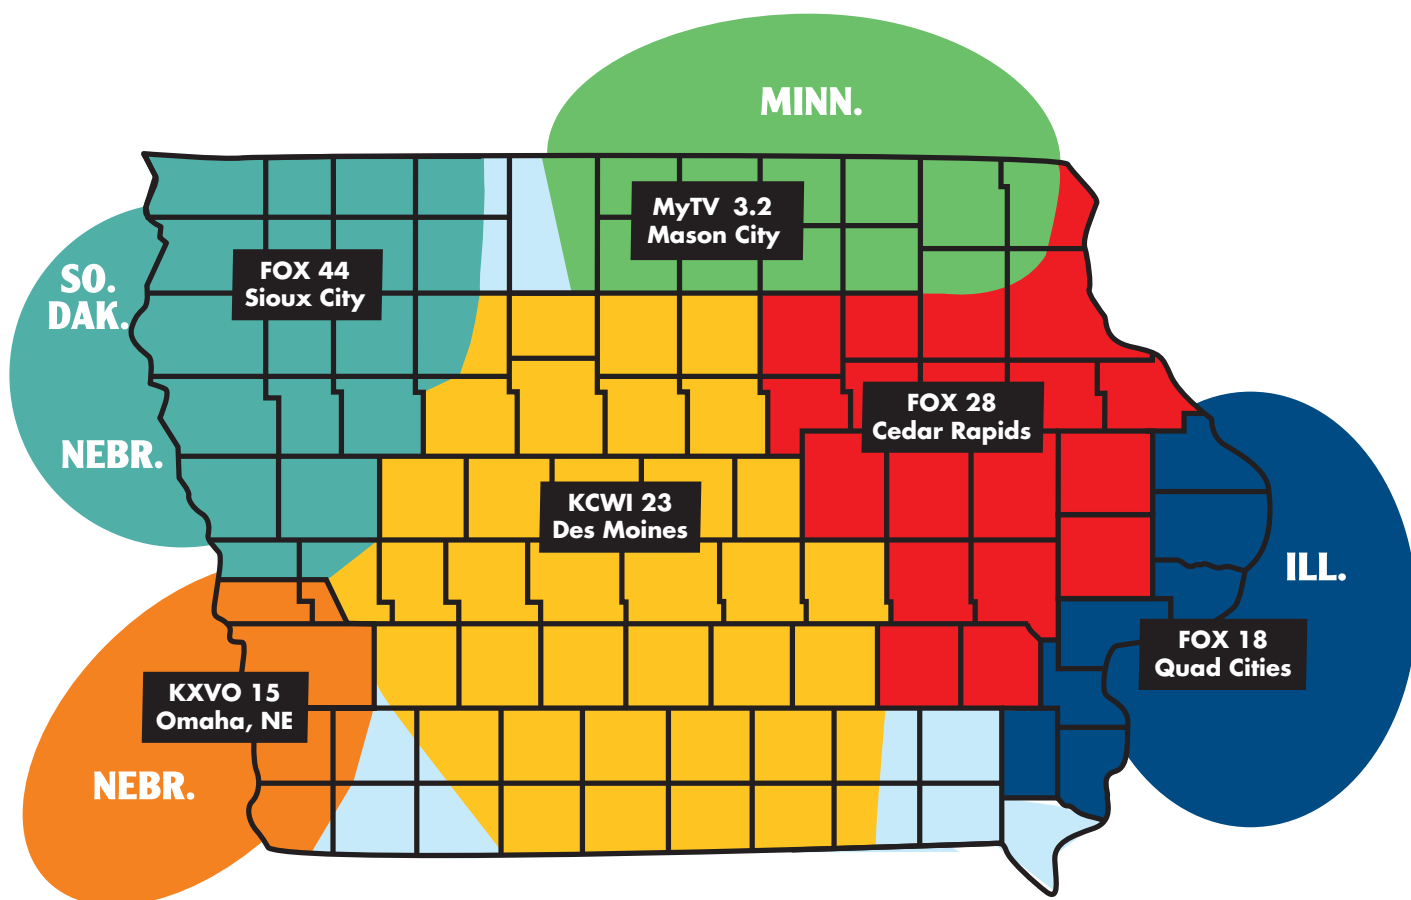 MINN.
MyTV 3.2
Mason City
SO.
DAK.
FOX 44
Sioux City
NEBR.
FOX 28
Cedar Rapids
KCWI 23
Des Moines
ILL.
FOX 18
Quad Cities
KXVO 15
Omaha, NE
NEBR.